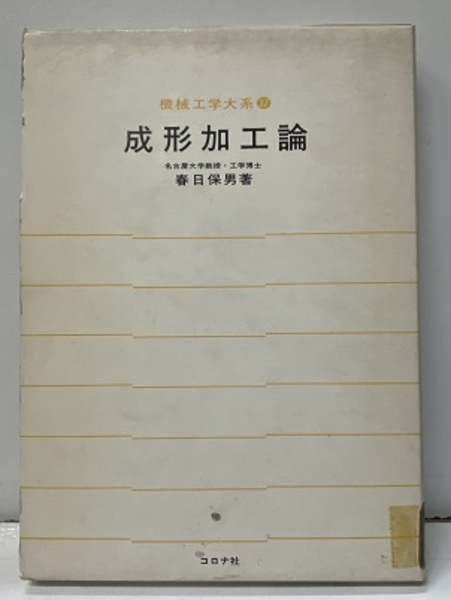 機械工学大系
成形加工論
名古屋大学教授・工学博士
春日保男著
コロナ社